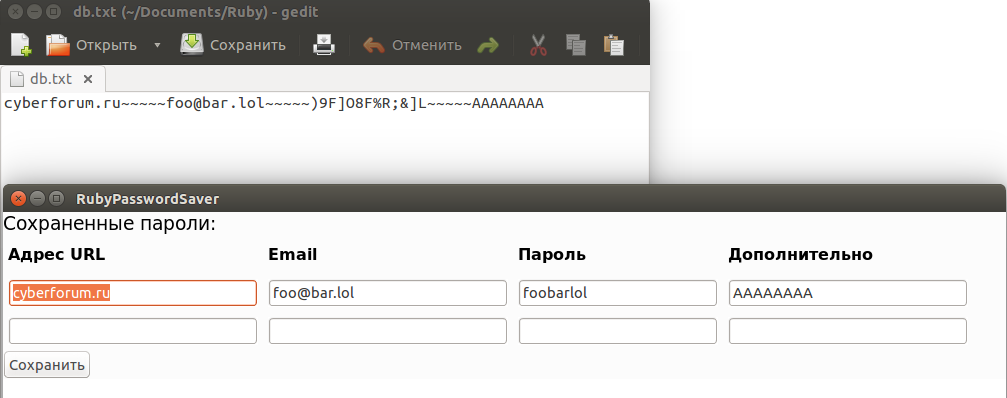 db.txt (~/Documents/Ruby) - gedit
Открыть Сохранить Отменить
db.txt ×
cyberforum.ru~~~~~foo@bar.lol~~~~~)9F]O8F%R;&]L~~~~~AAAAAAAA
RubyPasswordSaver
Сохраненные пароли:
Адрес URL Email Пароль Дополнительно
cyberforum.ru foo@bar.lol foobarlol AAAAAAAA
Сохранить